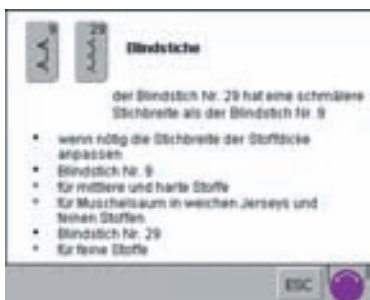 9 29
Blindstiche
der Blindstich Nr. 29 hat eine schmälere
Stichbreite als der Blindstich Nr. 9
• wenn nötig die Stichbreite der Stoffdicke
anpassen
• Blindstich Nr. 9
• für mittlere und harte Stoffe
• für Muschelsaum in weichen Jerseys und
feinen Stoffen
• Blindstich Nr. 29
• für feine Stoffe
ESC